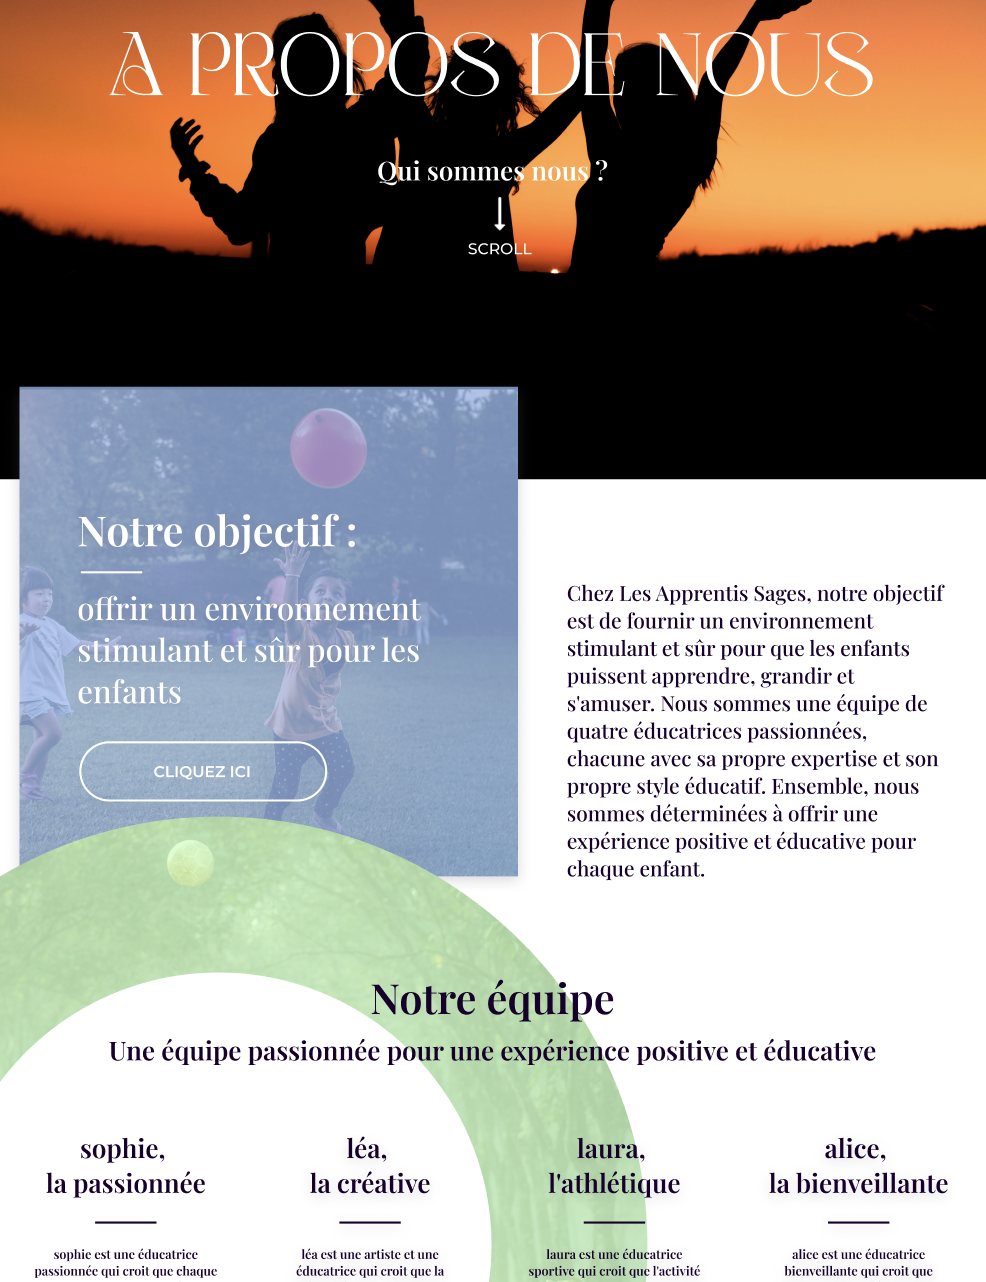 A PROPOS DE NOUS
Qui sommes nous ?
SCROLL
Notre objectif :
offrir un environnement
stimulant et sûr pour les
enfants
CLIQUEZ ICI
Chez Les Apprentis Sages, notre objectif
est de fournir un environnement
stimulant et sûr pour que les enfants
puissent apprendre, grandir et
s'amuser. Nous sommes une équipe de
quatre éducatrices passionnées,
chacune avec sa propre expertise et son
propre style éducatif. Ensemble, nous
sommes déterminées à offrir une
expérience positive et éducative pour
chaque enfant.
Notre équipe
Une équipe passionnée pour une expérience positive et éducative
sophie,
la passionnée
sophie est une éducatrice
passionnée qui croit que chaque
léa,
la créative
léa est une artiste et une
éducatrice qui croit que la
laura,
l'athlétique
laura est une éducatrice
sportive qui croit que l'activité
alice,
la bienveillante
alice est une éducatrice
bienveillante qui croit que